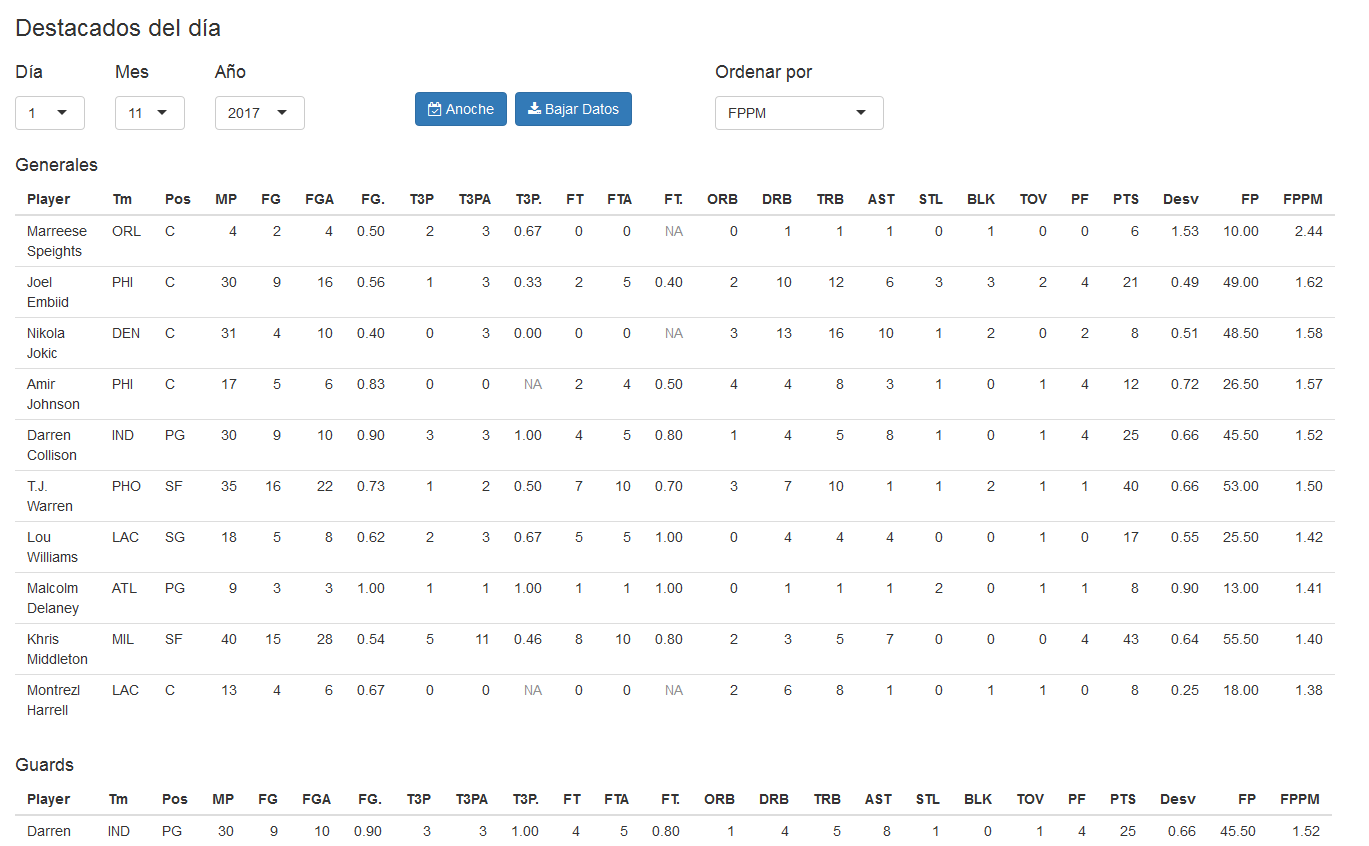 Destacados del día
Día Mes Año Ordenar por
1 11 2017 Anoche Bajar Datos FPPM
Generales
Player Tm Pos MP FG FGA FG. T3P T3PA T3P. FT FTA FT. ORB DRB TRB AST STL BLK TOV PF PTS Desv FP FPPM
Marreese ORL C 4 2 4 0.50 2 3 0.67 0 0 NA 0 1 1 1 0 1 0 0 6 1.53 10.00 2.44
Speights
Joel PHI C 30 9 16 0.56 1 3 0.33 2 5 0.40 2 10 12 6 3 3 2 4 21 0.49 49.00 1.62
Embiid
Nikola DEN C 31 4 10 0.40 0 3 0.00 0 0 NA 3 13 16 10 1 2 0 2 8 0.51 48.50 1.58
Jokic
Amir PHI C 17 5 6 0.83 0 0 NA 2 4 0.50 4 4 8 3 1 0 1 4 12 0.72 26.50 1.57
Johnson
Darren IND PG 30 9 10 0.90 3 3 1.00 4 5 0.80 1 4 5 8 1 0 1 4 25 0.66 45.50 1.52
Collison
T.J. PHO SF 35 16 22 0.73 1 2 0.50 7 10 0.70 3 7 10 1 1 2 1 1 40 0.66 53.00 1.50
Warren
Lou LAC SG 18 5 8 0.62 2 3 0.67 5 5 1.00 0 4 4 4 0 0 1 0 17 0.55 25.50 1.42
Williams
Malcolm ATL PG 9 3 3 1.00 1 1 1.00 1 1 1.00 0 1 1 1 2 0 1 1 8 0.90 13.00 1.41
Delaney
Khris MIL SF 40 15 28 0.54 5 11 0.46 8 10 0.80 2 3 5 7 0 0 0 4 43 0.64 55.50 1.40
Middleton
Montrezl LAC C 13 4 6 0.67 0 0 NA 0 0 NA 2 6 8 1 0 1 1 0 8 0.25 18.00 1.38
Harrell
Guards
Player Tm Pos MP FG FGA FG. T3P T3PA T3P. FT FTA FT. ORB DRB TRB AST STL BLK TOV PF PTS Desv FP FPPM
Darren IND PG 30 9 10 0.90 3 3 1.00 4 5 0.80 1 4 5 8 1 0 1 4 25 0.66 45.50 1.52